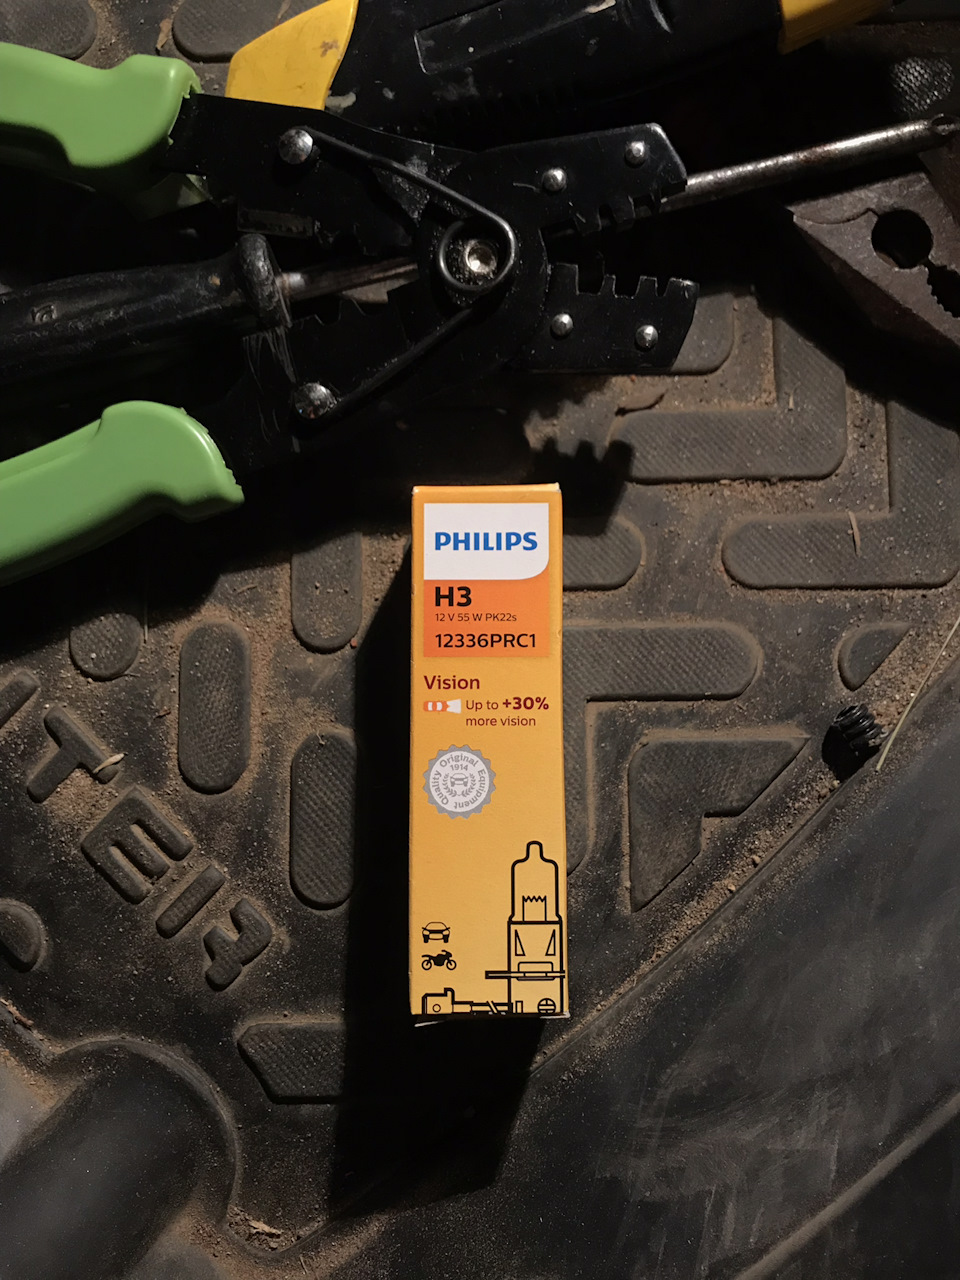 PHILIPS
H3
12 V 55 W PK22s
12336PRC1
Vision
Up to +30%
more vision
Original Equipment Quality
1914